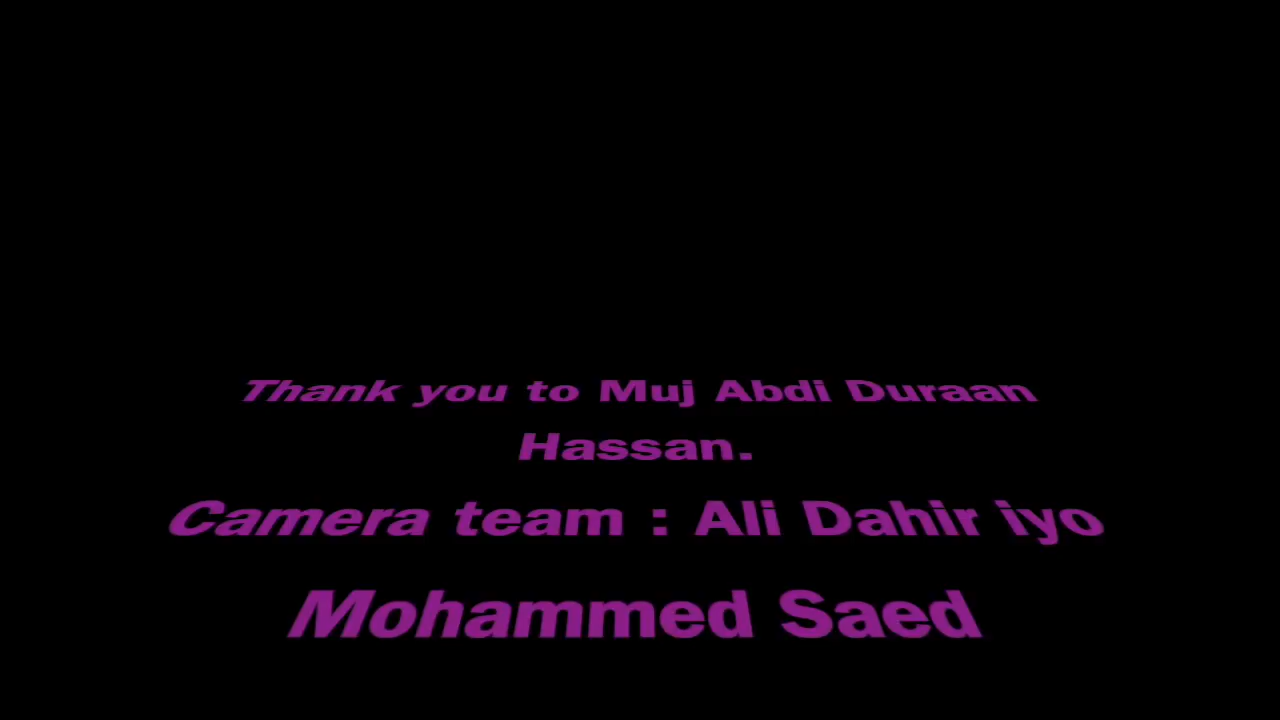 Thank you to Muj Abdi Duraan
Hassan.
Camera team : Ali Dahir iyo
Mohammed Saed